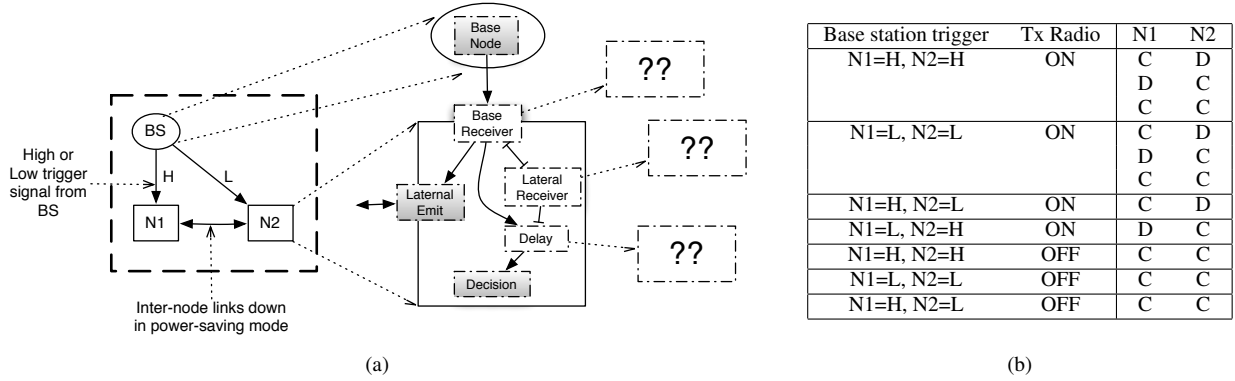 Base
Node
??
BS
Base
Receiver
??
High or
Low trigger
signal from
BS
H
L
Lateral
Receiver
Laternal
Emit
N1
N2
Delay
??
Decision
Inter-node links down
in power-saving mode
(a)
Base station trigger Tx Radio N1 N2
N1=H, N2=H ON C D
D C
C C
N1=L, N2=L ON C D
D C
C C
N1=H, N2=L ON C D
N1=L, N2=H ON D C
N1=H, N2=H OFF C C
N1=L, N2=L OFF C C
N1=H, N2=L OFF C C
(b)